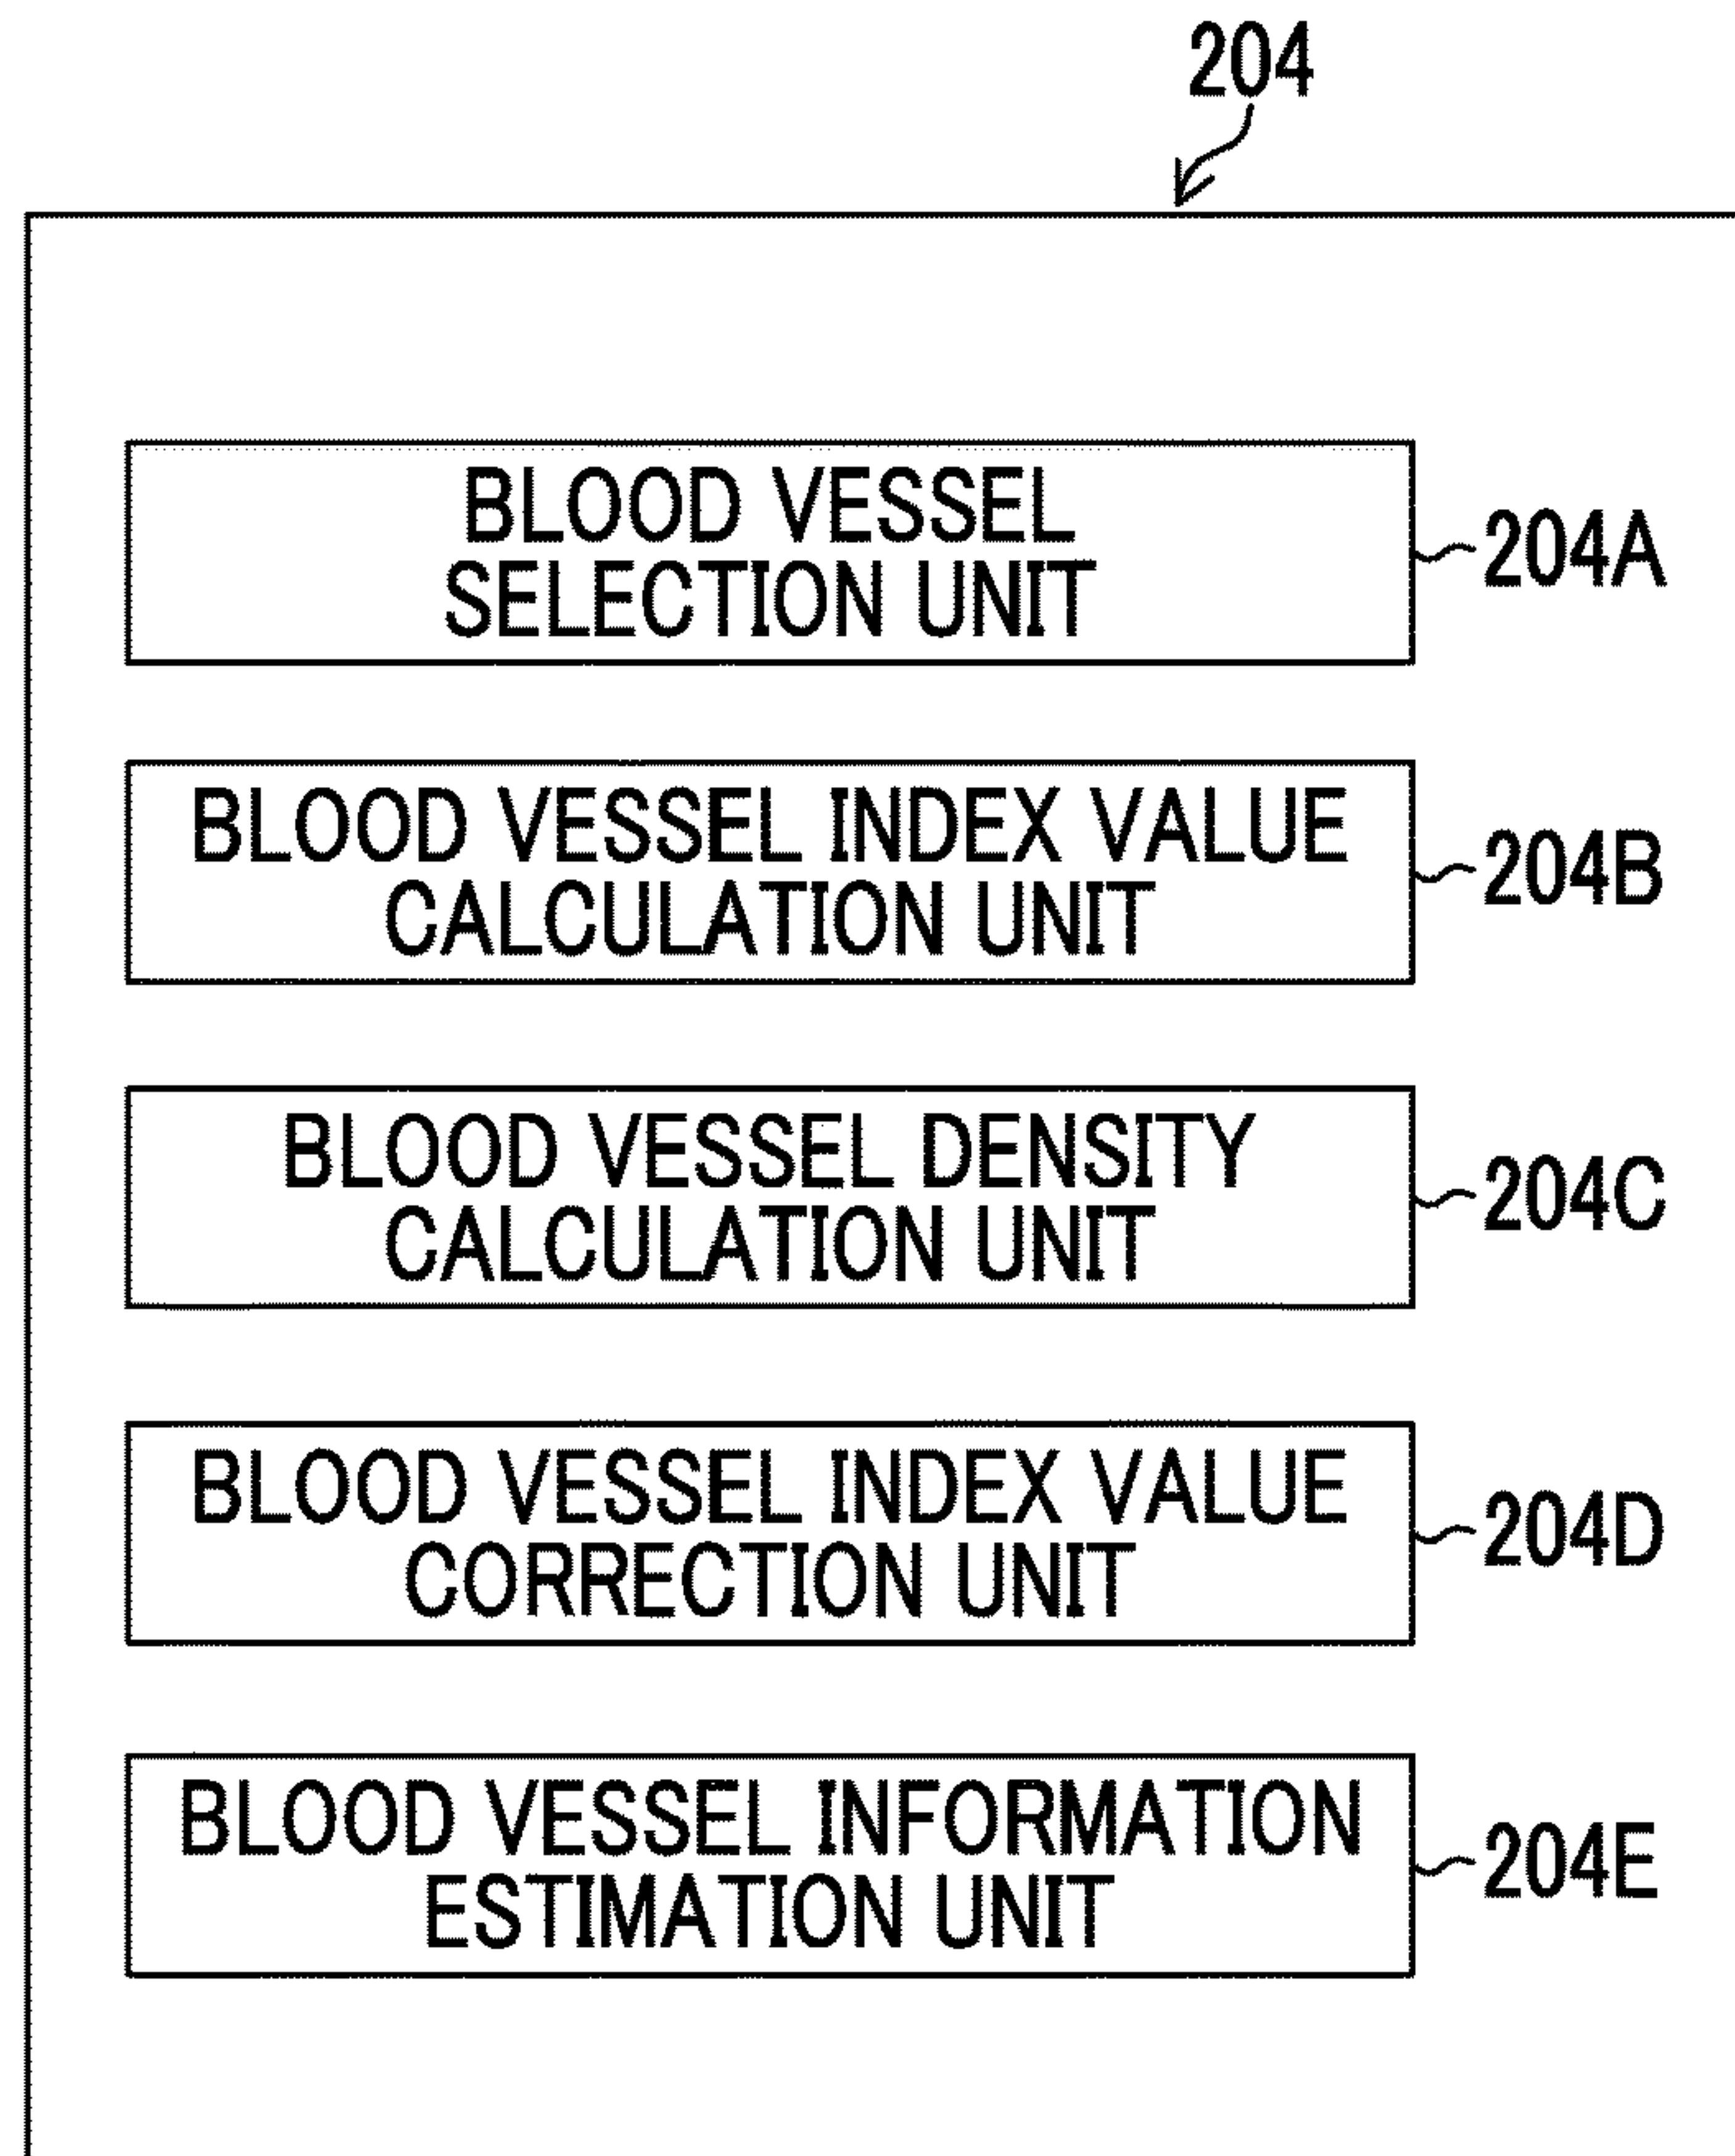 204
BLOOD VESSEL
SELECTION UNIT
204A
BLOOD VESSEL INDEX VALUE
CALCULATION UNIT
204B
BLOOD VESSEL DENSITY
CALCULATION UNIT
204C
BLOOD VESSEL INDEX VALUE
CORRECTION UNIT
204D
BLOOD VESSEL INFORMATION
ESTIMATION UNIT
204E